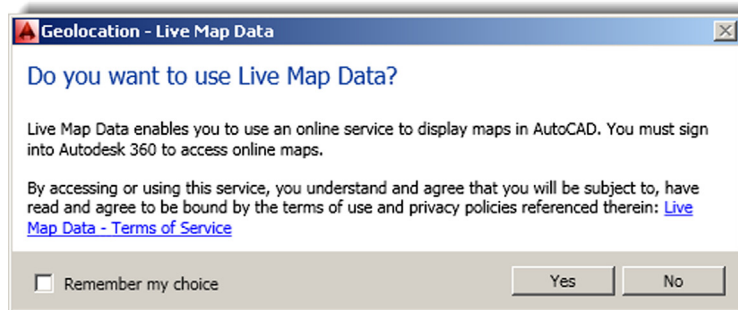 Geolocation - Live Map Data
Do you want to use Live Map Data?
Live Map Data enables you to use an online service to display maps in AutoCAD. You must sign
into Autodesk 360 to access online maps.
By accessing or using this service, you understand and agree that you will be subject to, have
read and agree to be bound by the terms of use and privacy policies referenced therein: Live
Map Data - Terms of Service
Remember my choice
Yes
No